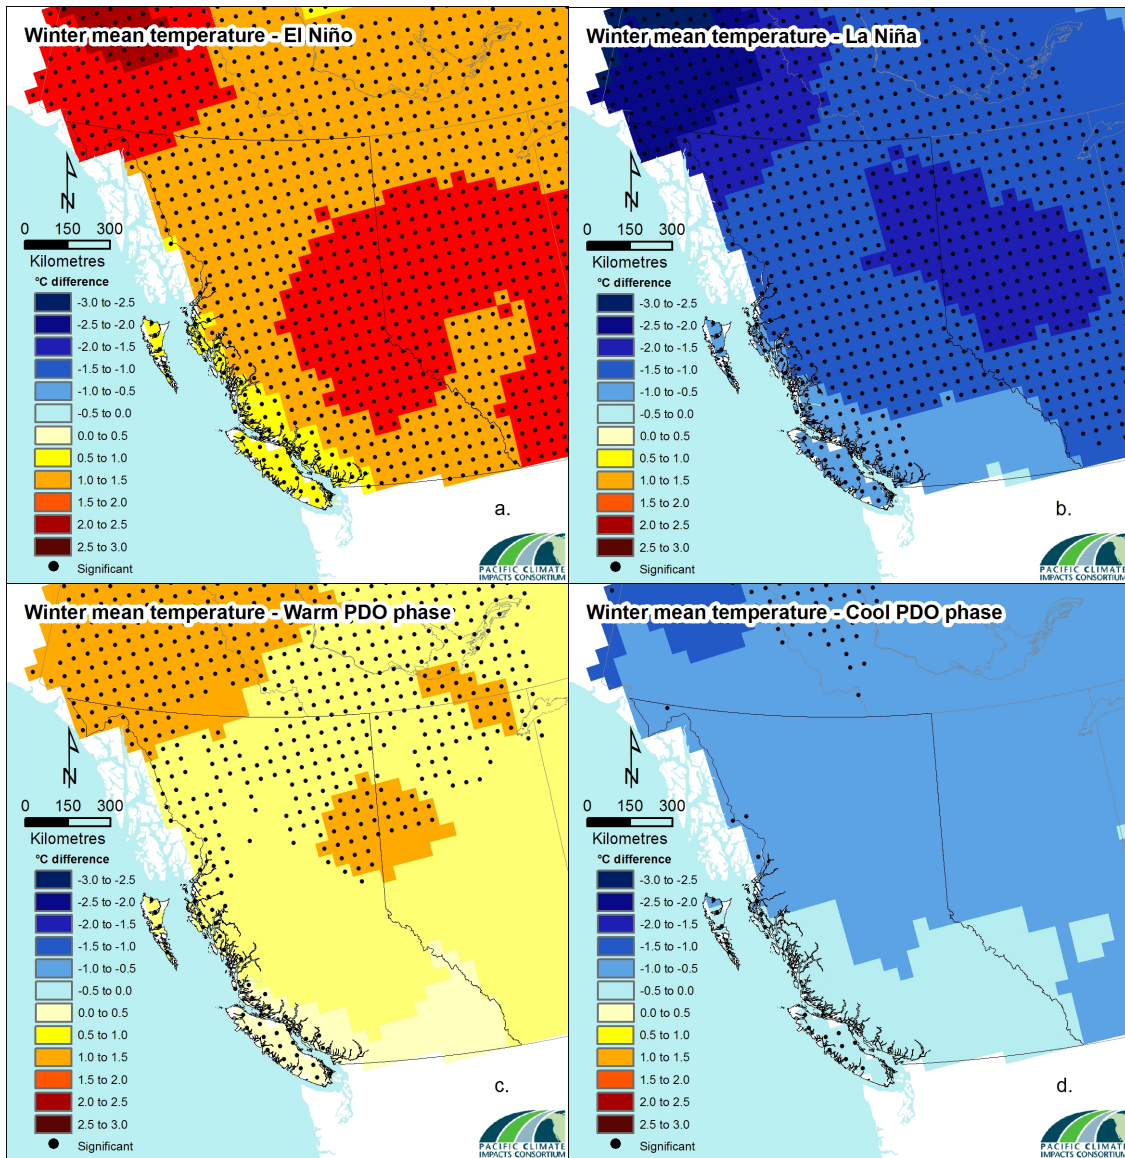 Winter mean temperature - El Niño
N
0 150 300
Kilometres
°C difference
-3.0 to -2.5
-2.5 to -2.0
-2.0 to -1.5
-1.5 to -1.0
-1.0 to -0.5
-0.5 to 0.0
0.0 to 0.5
0.5 to 1.0
1.0 to 1.5
1.5 to 2.0
2.0 to 2.5
2.5 to 3.0
Significant
a.
PACIFIC CLIMATE
IMPACTS CONSORTIUM
Winter mean temperature - La Niña
N
0 150 300
Kilometres
°C difference
-3.0 to -2.5
-2.5 to -2.0
-2.0 to -1.5
-1.5 to -1.0
-1.0 to -0.5
-0.5 to 0.0
0.0 to 0.5
0.5 to 1.0
1.0 to 1.5
1.5 to 2.0
2.0 to 2.5
2.5 to 3.0
Significant
b.
PACIFIC CLIMATE
IMPACTS CONSORTIUM
Winter mean temperature - Warm PDO phase
N
0 150 300
Kilometres
°C difference
-3.0 to -2.5
-2.5 to -2.0
-2.0 to -1.5
-1.5 to -1.0
-1.0 to -0.5
-0.5 to 0.0
0.0 to 0.5
0.5 to 1.0
1.0 to 1.5
1.5 to 2.0
2.0 to 2.5
2.5 to 3.0
Significant
c.
PACIFIC CLIMATE
IMPACTS CONSORTIUM
Winter mean temperature - Cool PDO phase
N
0 150 300
Kilometres
°C difference
-3.0 to -2.5
-2.5 to -2.0
-2.0 to -1.5
-1.5 to -1.0
-1.0 to -0.5
-0.5 to 0.0
0.0 to 0.5
0.5 to 1.0
1.0 to 1.5
1.5 to 2.0
2.0 to 2.5
2.5 to 3.0
Significant
d.
PACIFIC CLIMATE
IMPACTS CONSORTIUM